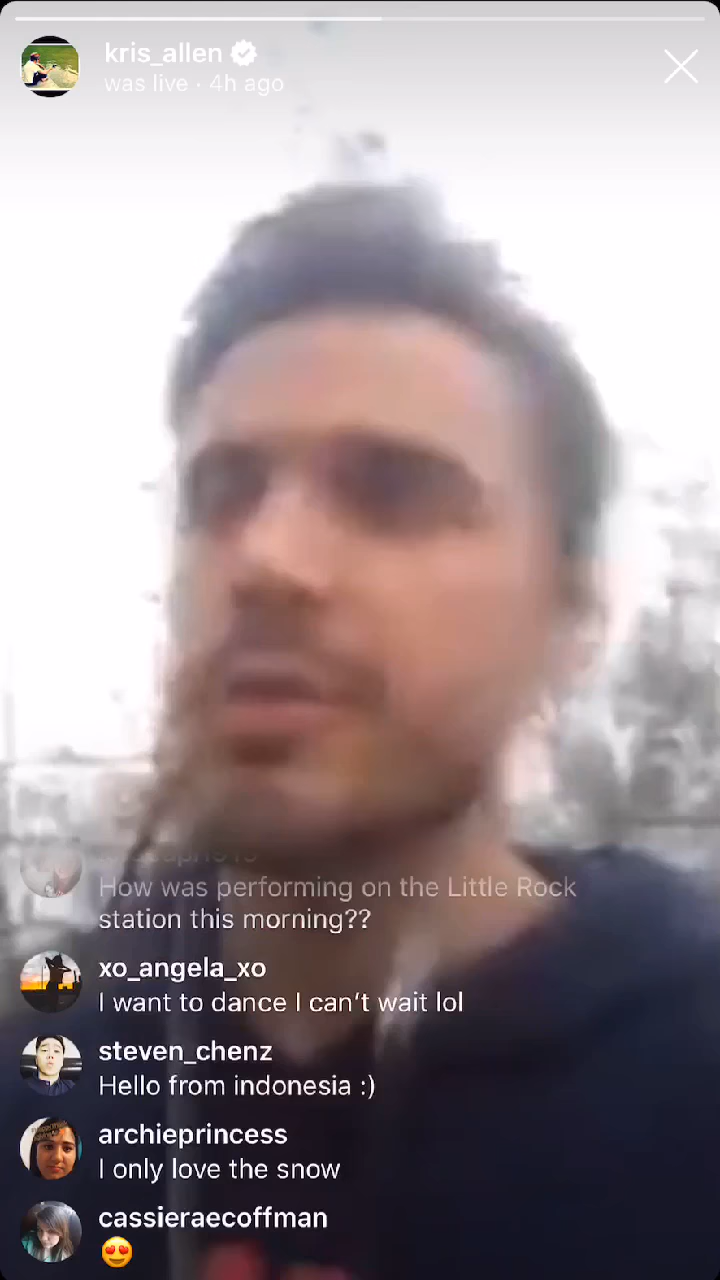 kris_allen
was live · 4h ago
How was performing on the Little Rock
station this morning??
xo_angela_xo
I want to dance I can't wait lol
steven_chenz
Hello from indonesia :)
archieprincess
I only love the snow
cassieraecoffman
😍